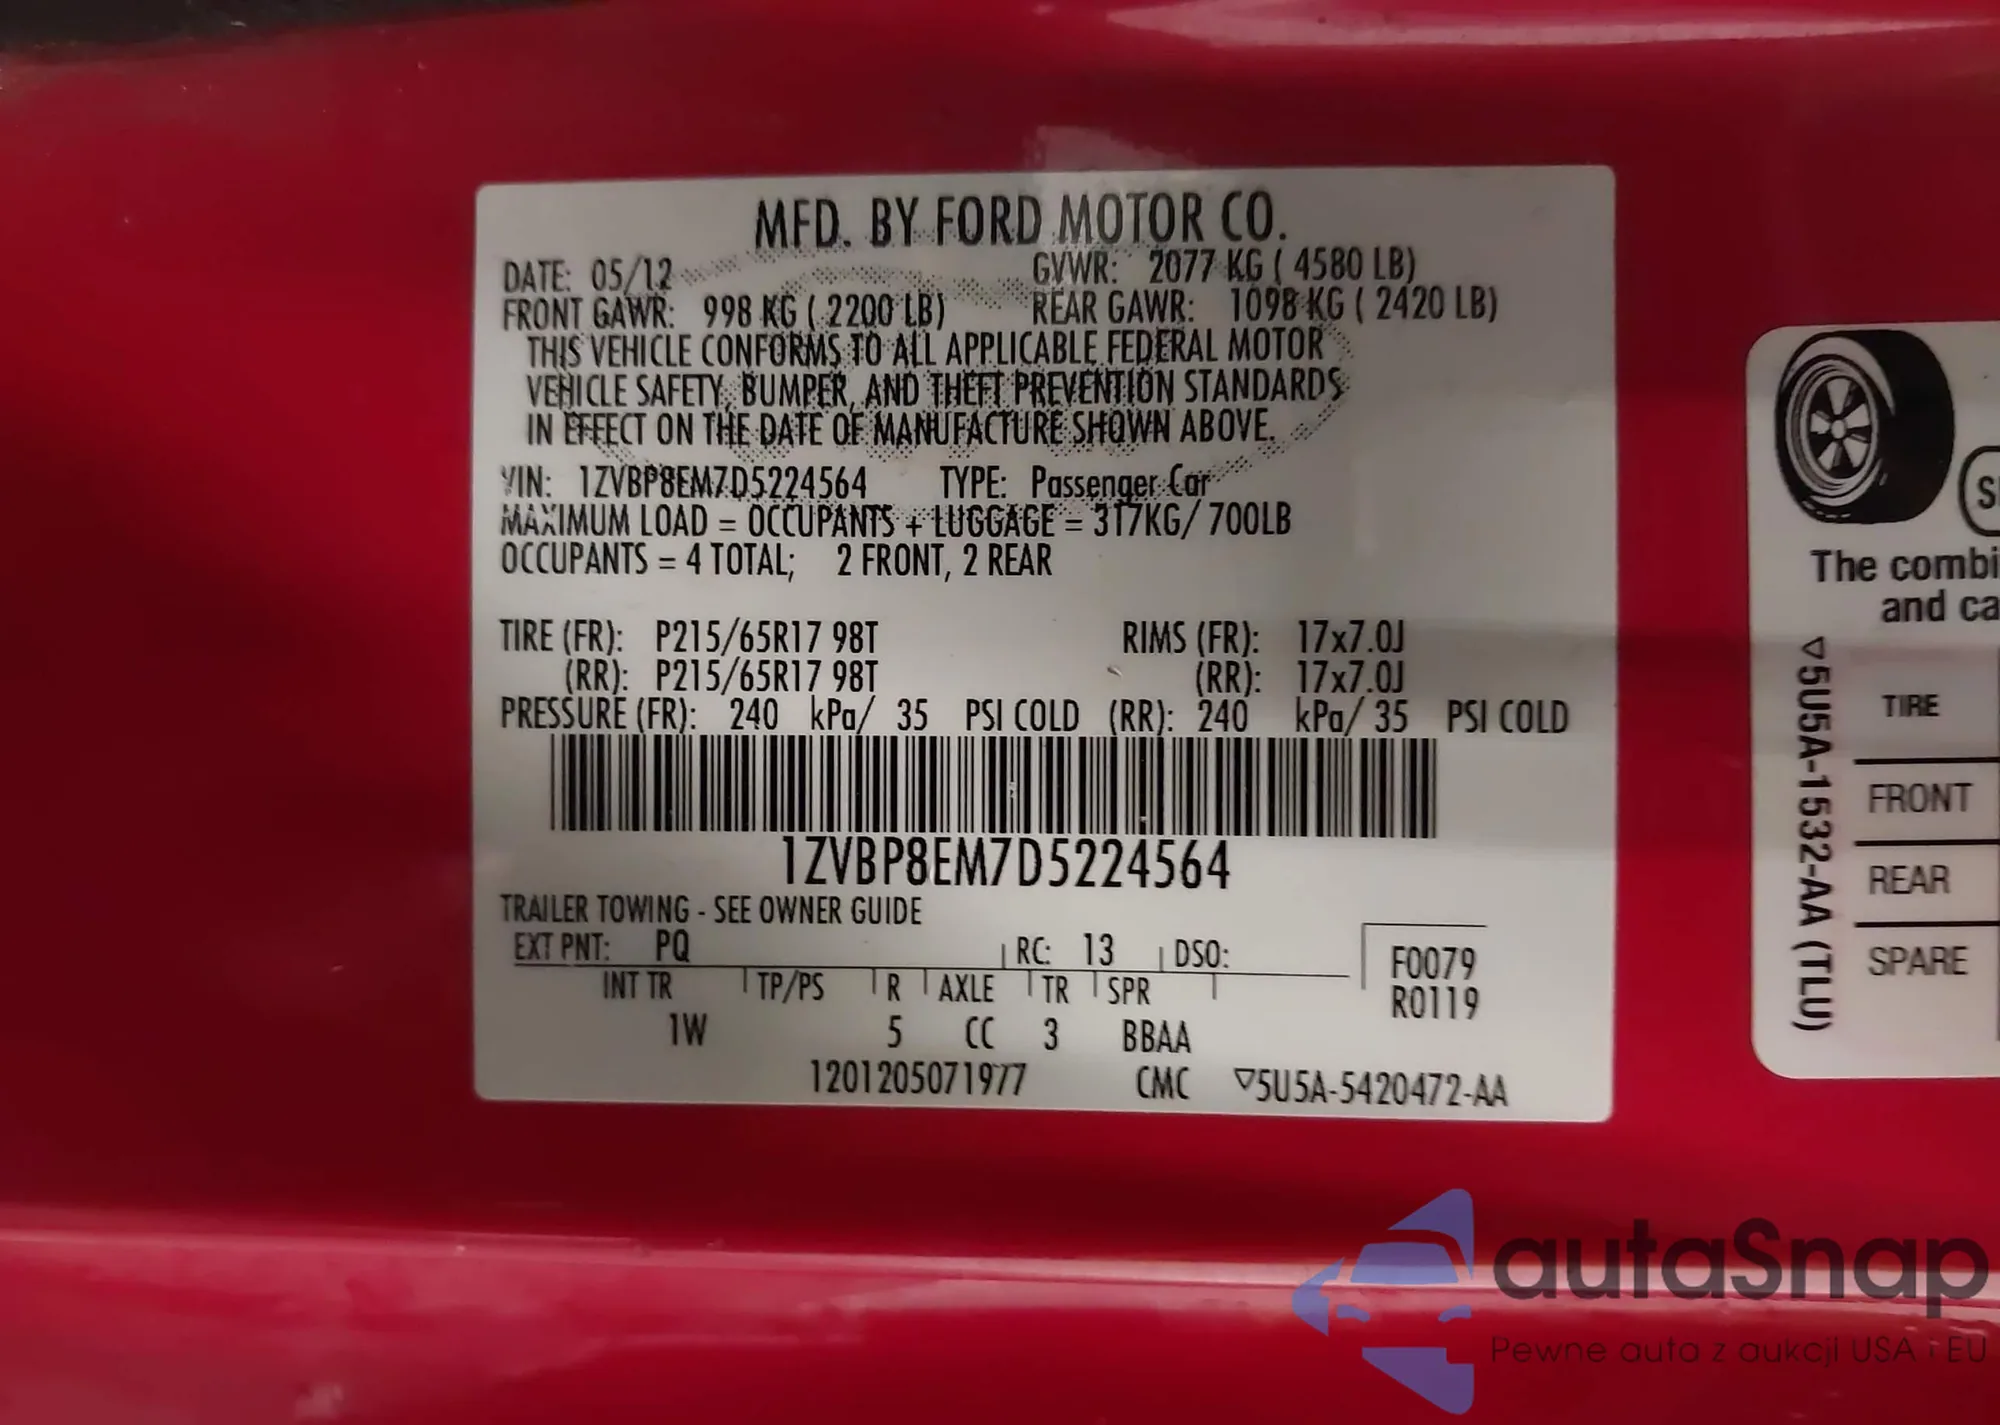 MFD. BY FORD MOTOR CO.
DATE: 05/12 GVWR: 2077 KG ( 4580 LB)
FRONT GAWR: 998 KG ( 2200 LB) REAR GAWR: 1098 KG ( 2420 LB)
THIS VEHICLE CONFORMS TO ALL APPLICABLE FEDERAL MOTOR
VEHICLE SAFETY, BUMPER, AND THEFT PREVENTION STANDARDS
IN EFFECT ON THE DATE OF MANUFACTURE SHOWN ABOVE.
VIN: 1ZVBP8EM7D5224564 TYPE: Passenger Car
MAXIMUM LOAD = OCCUPANTS + LUGGAGE = 317KG/ 700LB
OCCUPANTS = 4 TOTAL; 2 FRONT, 2 REAR
TIRE (FR): P215/65R17 98T RIMS (FR): 17x7.0J
(RR): P215/65R17 98T (RR): 17x7.0J
PRESSURE (FR): 240 kPa/ 35 PSI COLD (RR): 240 kPa/ 35 PSI COLD
1ZVBP8EM7D5224564
TRAILER TOWING - SEE OWNER GUIDE
EXT PNT: PQ RC: 13 DSO:
INT TR TP/PS R AXLE TR SPR
1W 5 CC 3 BBAA
F0079
R0119
1201205071977 CMC ▽5U5A-5420472-AA
The combi
and ca
▽5U5A-1532-AA (TLU)
TIRE
FRONT
REAR
SPARE
autaSnap
Pewne auta z aukcji USA i EU